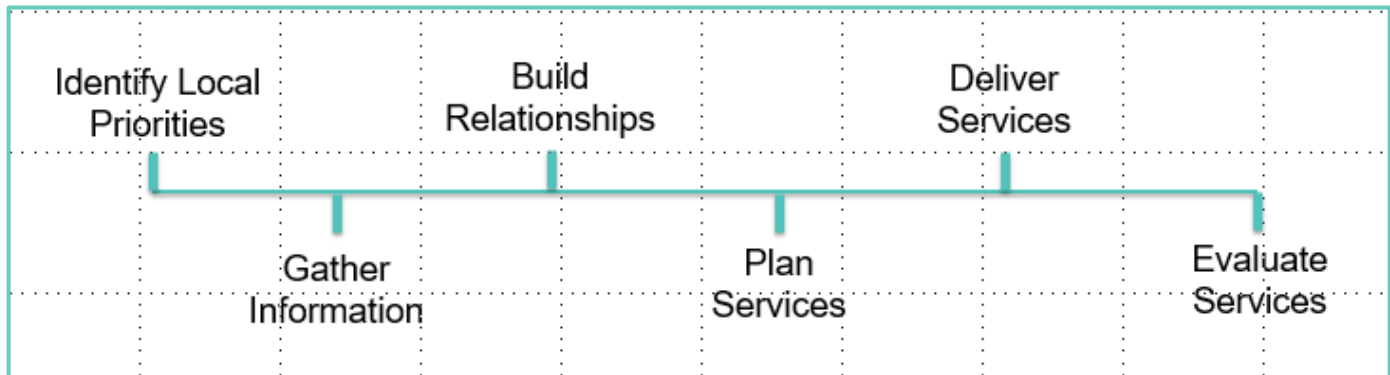 Identify Local
Priorities
Gather
Information
Build
Relationships
Plan
Services
Deliver
Services
Evaluate
Services